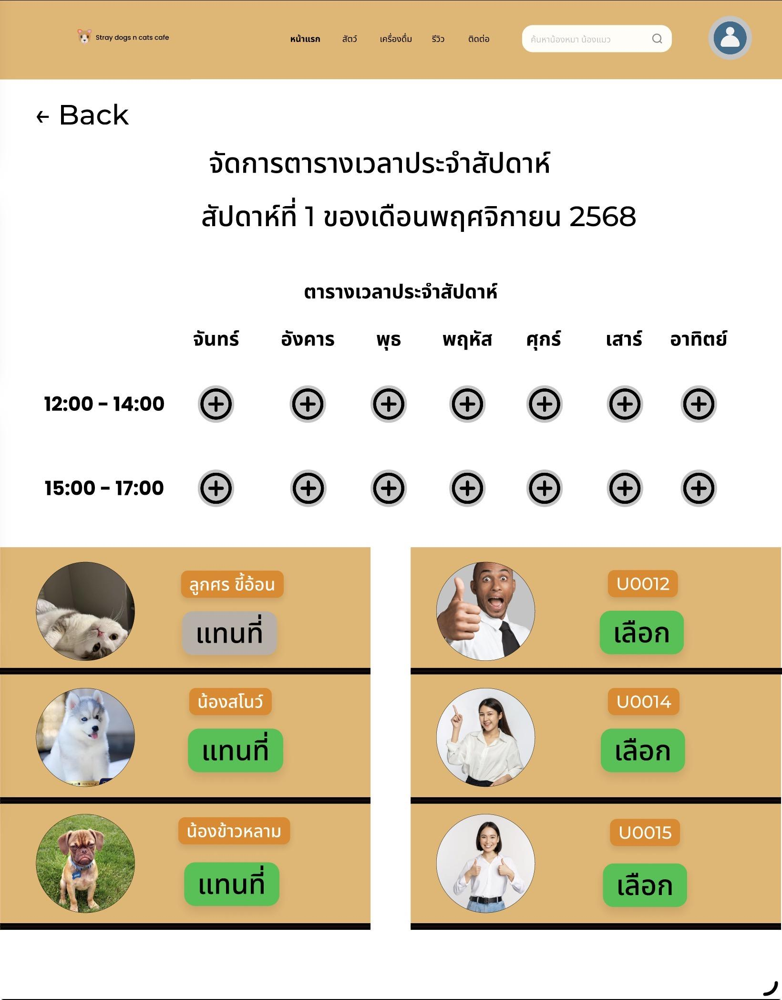 Stray dogs n cats cafe
หน้าแรก สัตว์ เครื่องดื่ม รีวิว ติดต่อ
ค้นหาน้องหมา น้องแมว
← Back
จัดการตารางเวลาประจำสัปดาห์
สัปดาห์ที่ 1 ของเดือนพฤศจิกายน 2568
ตารางเวลาประจำสัปดาห์
จันทร์ อังคาร พุธ พฤหัส ศุกร์ เสาร์ อาทิตย์
12:00 - 14:00
15:00 - 17:00
ลูกศร ขี้อ้อน
แทนที่
U0012
เลือก
น้องสโนว์
แทนที่
U0014
เลือก
น้องข้าวหลาม
แทนที่
U0015
เลือก